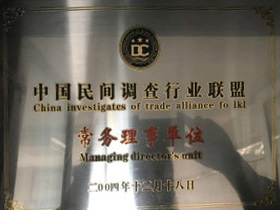 DC
中国民间调查行业联盟
China investigates of trade alliance fo lkl
常务理事单位
Managing director's unit
二00四年十二月十八日